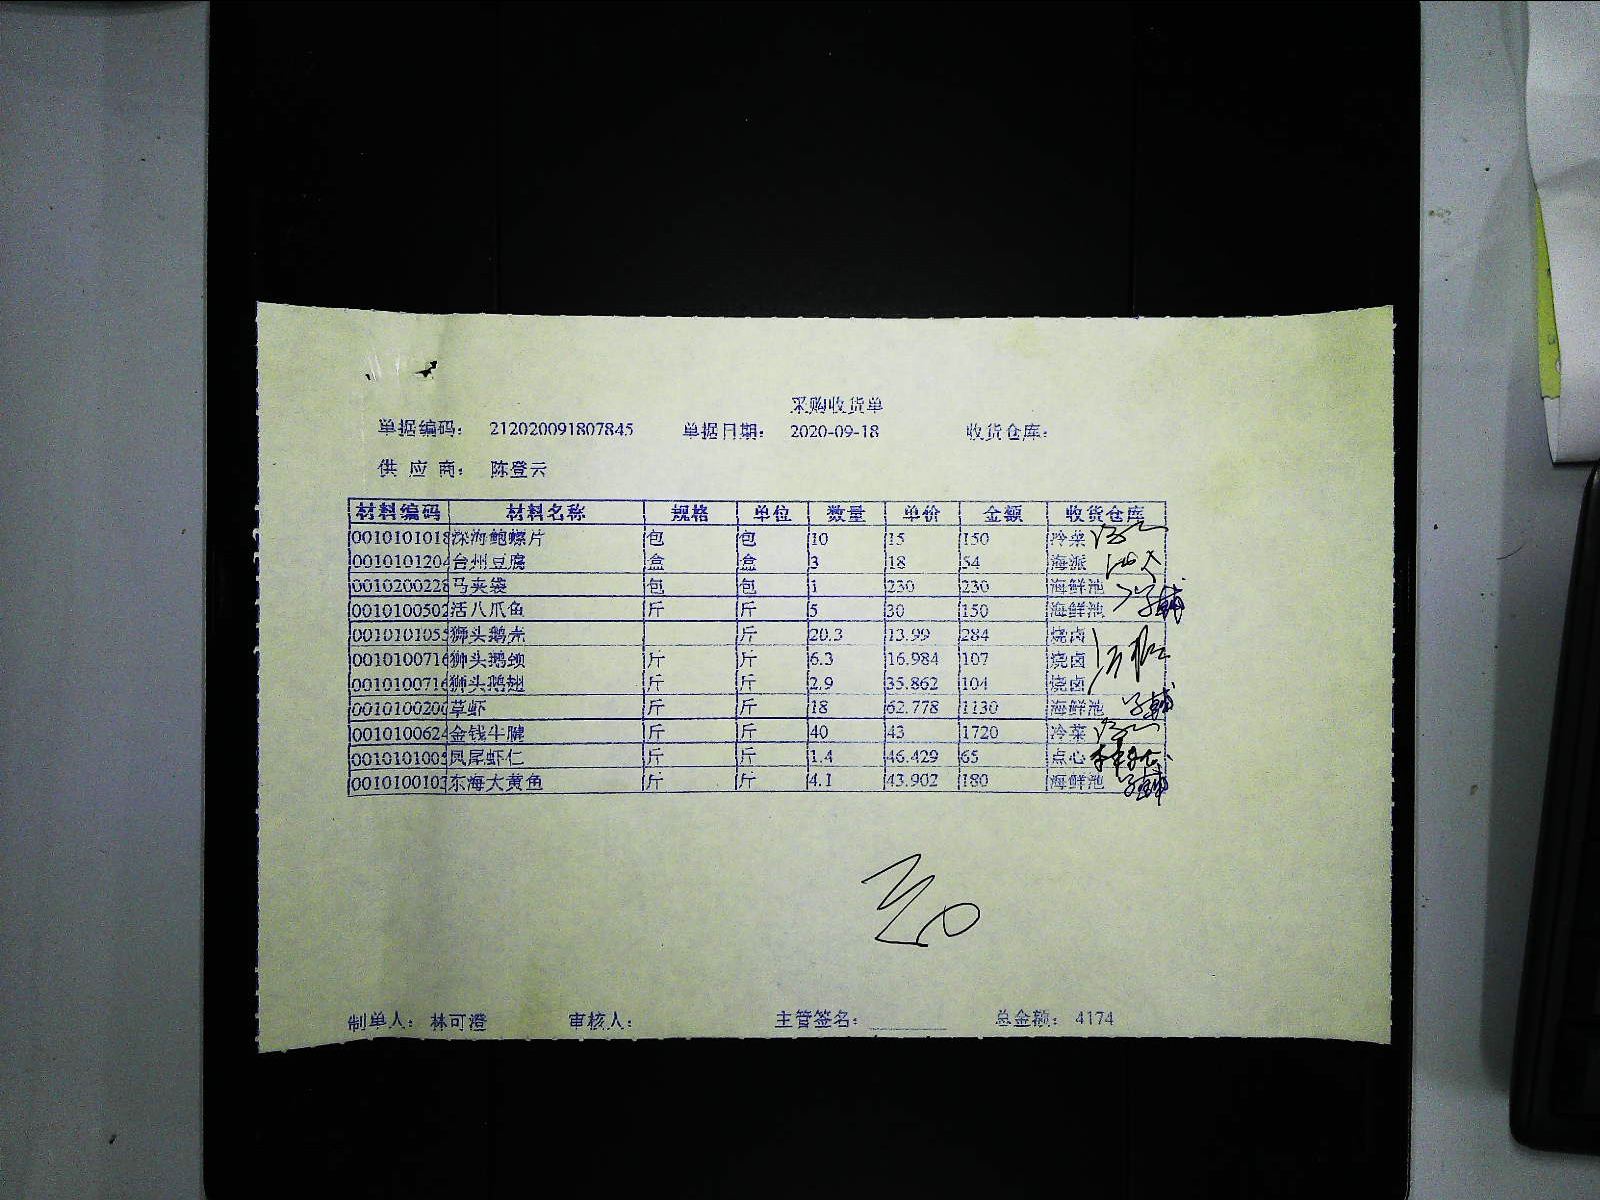 采购收货单
单据编码: 212020091807845 单据日期: 2020-09-18 收货仓库:
供 应 商: 陈登云
材料编码 材料名称 规格 单位 数量 单价 金额 收货仓库
0010101018 深海鲍螺片 包 包 10 15 150 冷菜
0010101204 台州豆腐 盒 盒 3 18 54 海派
0010200228 马夹袋 包 包 1 230 230 海鲜池
0010100502 活八爪鱼 斤 斤 5 30 150 海鲜池
0010101055 狮头鹅壳 斤 20.3 13.99 284 烧卤
0010100716 狮头鹅颈 斤 斤 6.3 16.984 107 烧卤
0010100716 狮头鹅翅 斤 斤 2.9 35.862 104 烧卤
0010100200 草虾 斤 斤 18 62.778 1130 海鲜池
0010100624 金钱牛腱 斤 斤 40 43 1720 冷菜
0010101005 凤尾虾仁 斤 斤 1.4 46.429 65 点心
0010100103 东海大黄鱼 斤 斤 4.1 43.902 180 海鲜池
制单人: 林可澄 审核人: 主管签名: 总金额: 4174